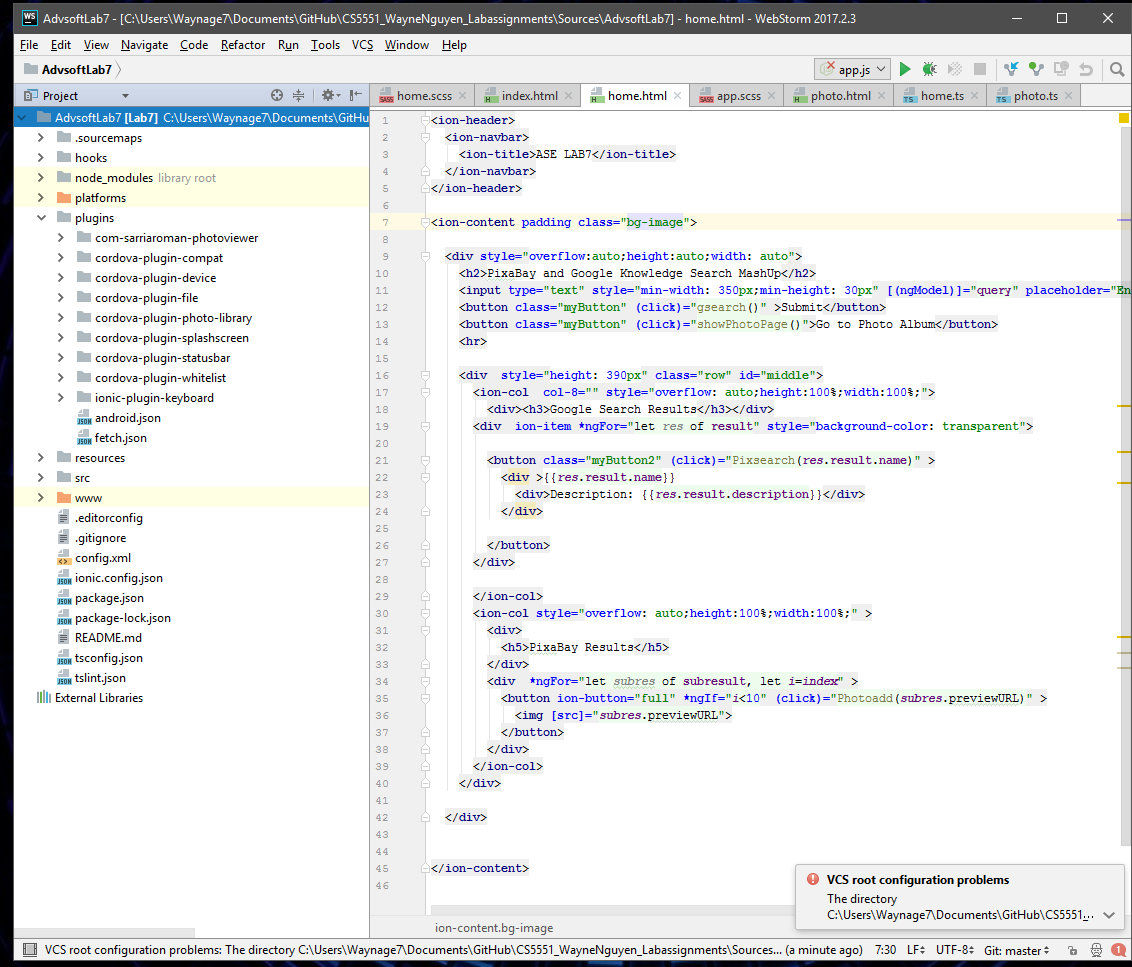 AdvsoftLab7 - [C:\Users\Waynage7\Documents\GitHub\CS5551_WayneNguyen_Labassignments\Sources\AdvsoftLab7] - home.html - WebStorm 2017.2.3
File Edit View Navigate Code Refactor Run Tools VCS Window Help
AdvsoftLab7
app.js
Project
home.scss index.html home.html app.scss photo.html home.ts photo.ts
AdvsoftLab7 [Lab7] C:\Users\Waynage7\Documents\GitHu
.sourcemaps
hooks
node_modules library root
platforms
plugins
com-sarriaroman-photoviewer
cordova-plugin-compat
cordova-plugin-device
cordova-plugin-file
cordova-plugin-photo-library
cordova-plugin-splashscreen
cordova-plugin-statusbar
cordova-plugin-whitelist
ionic-plugin-keyboard
android.json
fetch.json
resources
src
www
.editorconfig
.gitignore
config.xml
ionic.config.json
package.json
package-lock.json
README.md
tsconfig.json
tslint.json
External Libraries
1 <ion-header>
2 <ion-navbar>
3 <ion-title>ASE LAB7</ion-title>
4 </ion-navbar>
5 </ion-header>
6
7 <ion-content padding class="bg-image">
8
9 <div style="overflow:auto;height:auto;width: auto">
10 <h2>PixaBay and Google Knowledge Search MashUp</h2>
11 <input type="text" style="min-width: 350px;min-height: 30px" [(ngModel)]="query" placeholder="En
12 <button class="myButton" (click)="gsearch()" >Submit</button>
13 <button class="myButton" (click)="showPhotoPage()">Go to Photo Album</button>
14 <hr>
15
16 <div  style="height: 390px" class="row" id="middle">
17 <ion-col  col-8="" style="overflow: auto;height:100%;width:100%;">
18 <div><h3>Google Search Results</h3></div>
19 <div  ion-item *ngFor="let res of result" style="background-color: transparent">
20
21 <button class="myButton2" (click)="Pixsearch(res.result.name)" >
22 <div >{{res.result.name}}
23 <div>Description: {{res.result.description}}</div>
24 </div>
25
26 </button>
27 </div>
28
29 </ion-col>
30 <ion-col style="overflow: auto;height:100%;width:100%;" >
31 <div>
32 <h5>PixaBay Results</h5>
33 </div>
34 <div  *ngFor="let subres of subresult, let i=index" >
35 <button ion-button="full" *ngIf="i<10" (click)="Photoadd(subres.previewURL)" >
36 <img [src]="subres.previewURL">
37 </button>
38 </div>
39 </ion-col>
40 </div>
41
42 </div>
43
44
45 </ion-content>
46
VCS root configuration problems
The directory
C:\Users\Waynage7\Documents\GitHub\CS5551_...
ion-content.bg-image
VCS root configuration problems: The directory C:\Users\Waynage7\Documents\GitHub\CS5551_WayneNguyen_Labassignments\Sources... (a minute ago) 7:30 LF UTF-8 Git: master 1